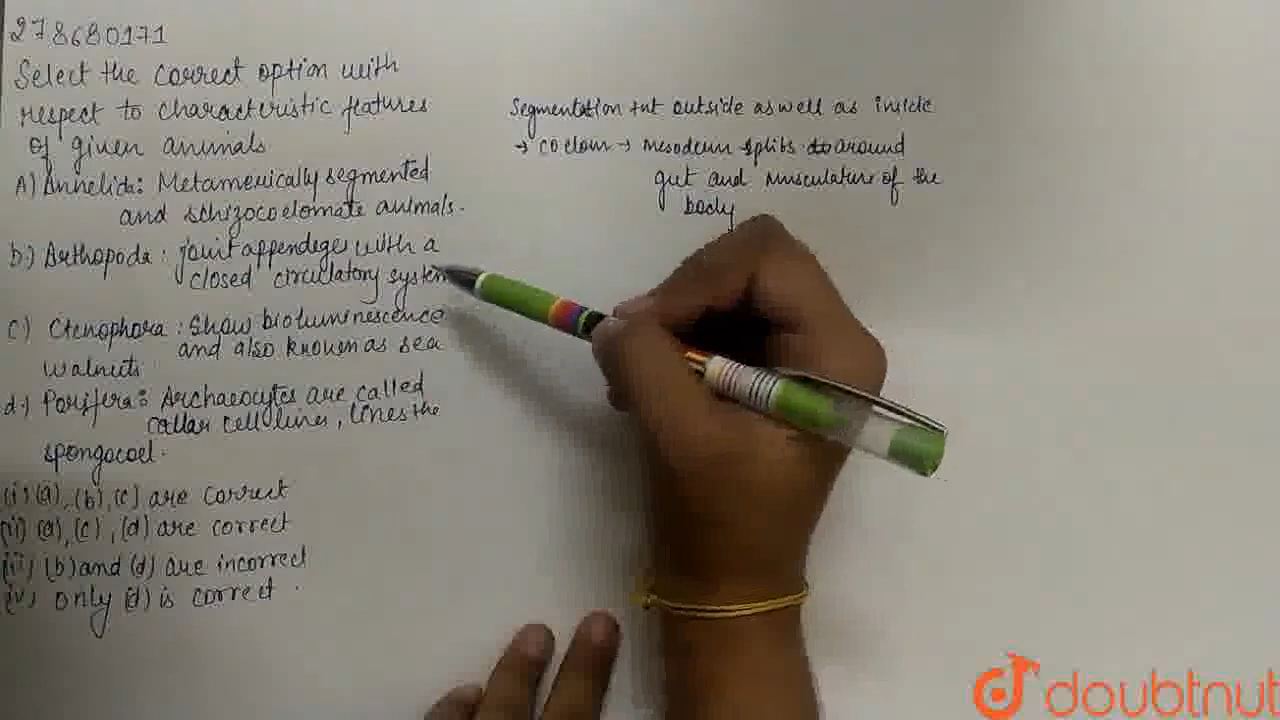 278680171
Select the correct option with
respect to characteristic features
of given animals
A) Annelida: Metamerically segmented
and schizocoelomate animals.
b.) Arthopoda: joint appendeges with a
closed circulatory system
c) Ctenophora: Show bioluminescence
and also known as sea
walnuts
d.) Porifera: Archaeocytes are called
collar cell lines, lines the
spongocoel.
(i) (a), (b), (c) are correct
(ii) (a), (c), (d) are correct
(iii) (b) and (d) are incorrect
(iv) only (d) is correct.
Segmentation +nt outside as well as inside
→ coelom → Mesoderm splits around
gut and musculature of the
body
doubtnut